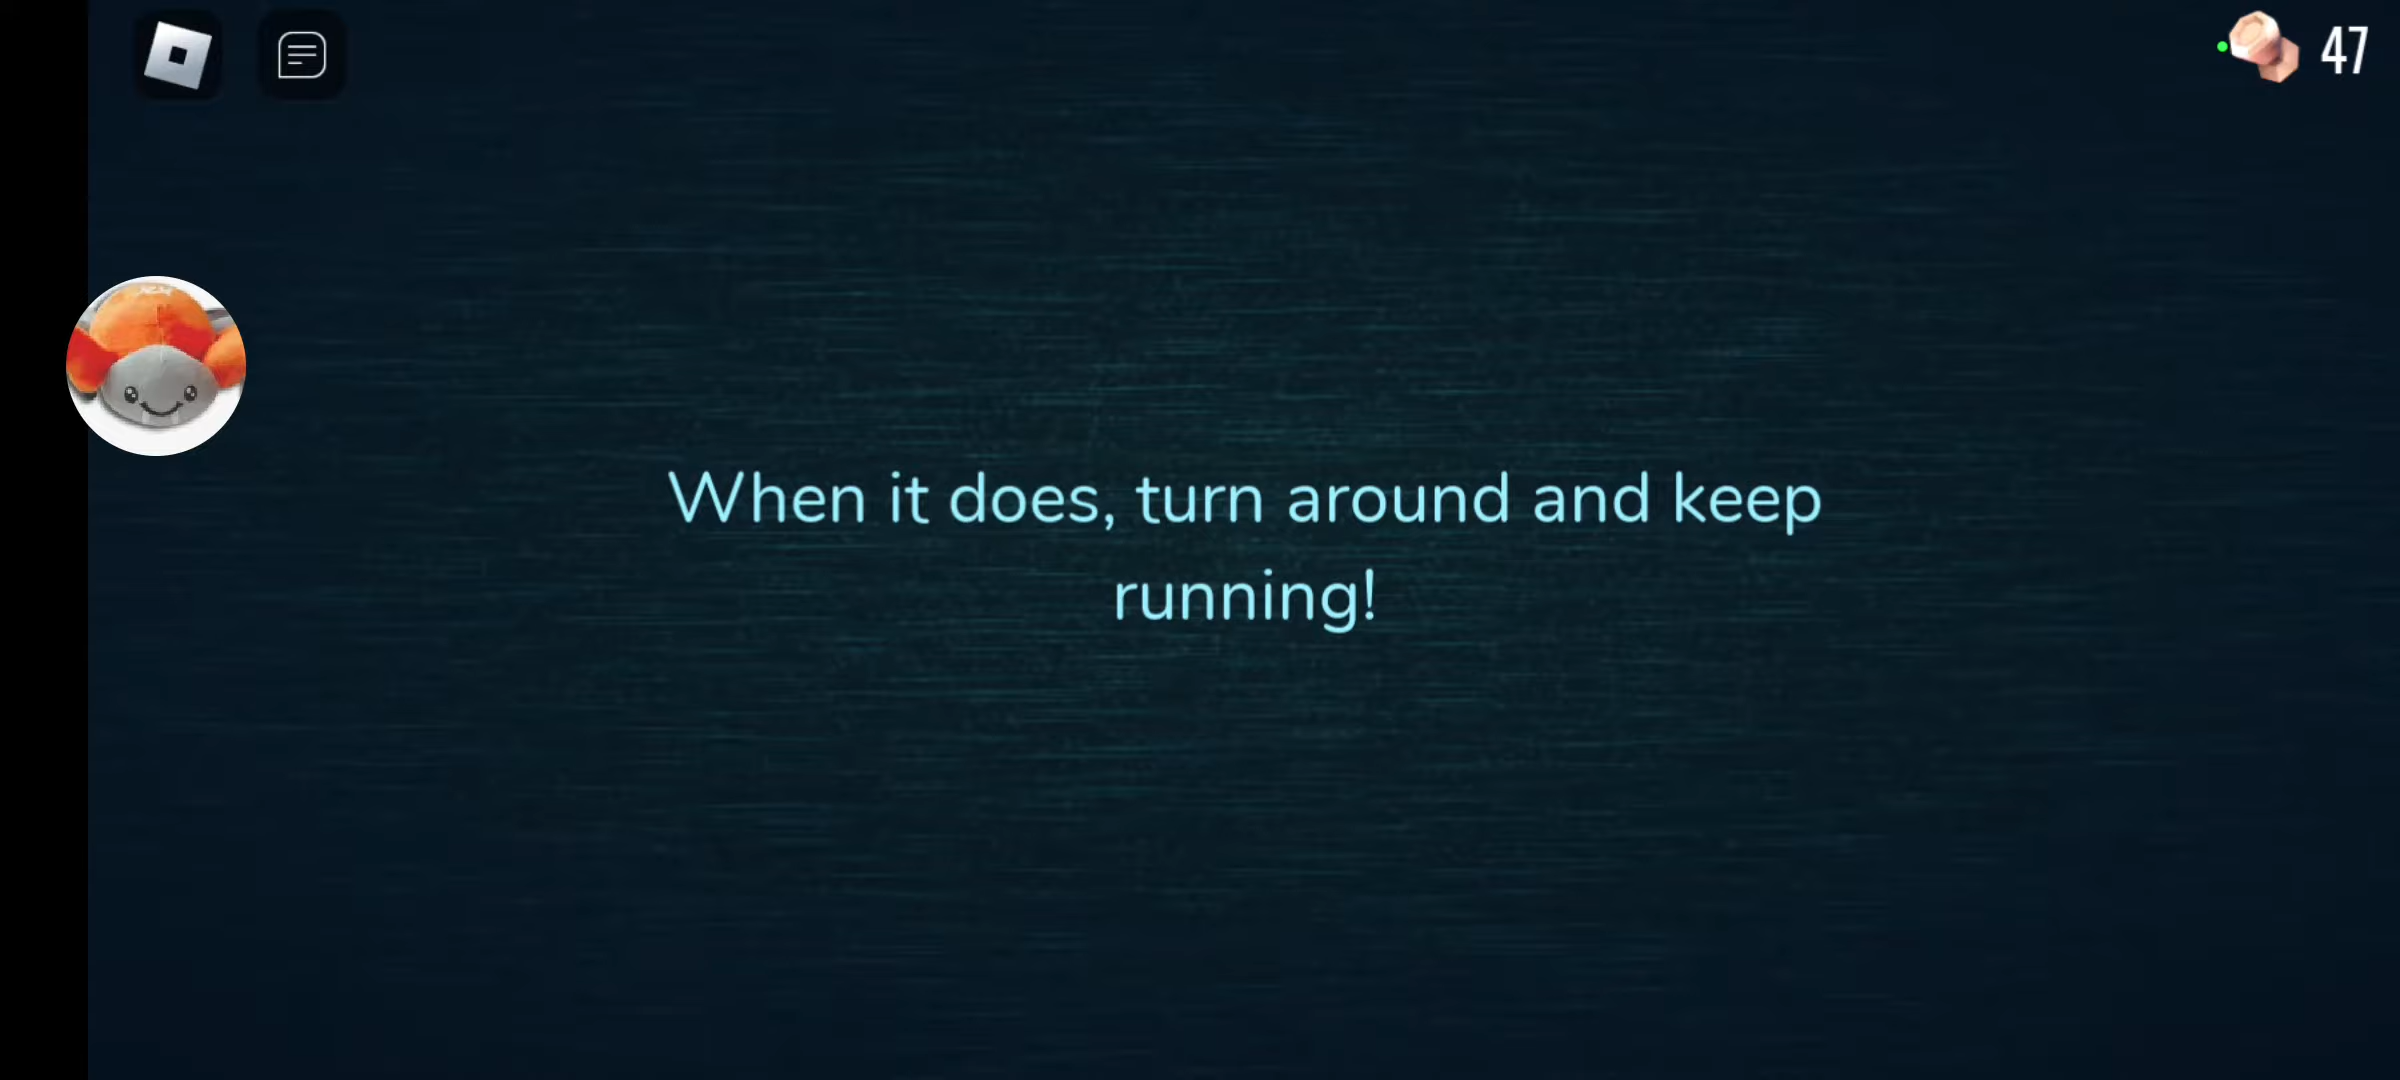 47
When it does, turn around and keep
running!